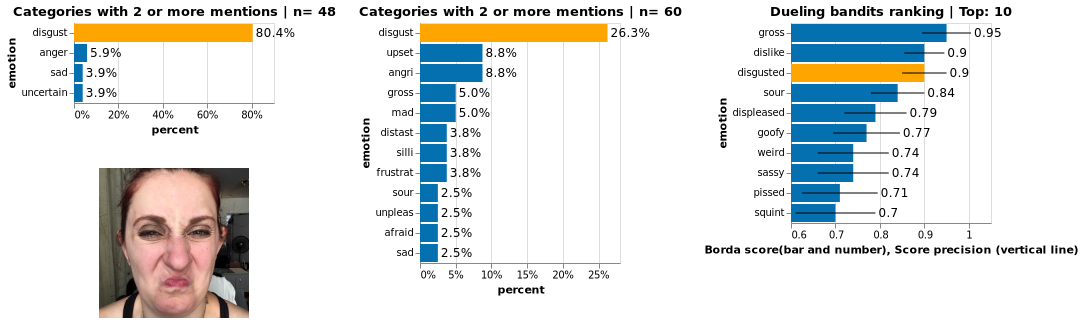 Categories with 2 or more mentions | n= 48
disgust 80.4%
anger 5.9%
sad 3.9%
uncertain 3.9%
emotion
0% 20% 40% 60% 80%
percent
Categories with 2 or more mentions | n= 60
disgust 26.3%
upset 8.8%
angri 8.8%
gross 5.0%
mad 5.0%
distast 3.8%
silli 3.8%
frustrat 3.8%
sour 2.5%
unpleas 2.5%
afraid 2.5%
sad 2.5%
emotion
0% 5% 10% 15% 20% 25%
percent
Dueling bandits ranking | Top: 10
gross 0.95
dislike 0.9
disgusted 0.9
sour 0.84
displeased 0.79
goofy 0.77
weird 0.74
sassy 0.74
pissed 0.71
squint 0.7
emotion
0.6 0.7 0.8 0.9 1
Borda score(bar and number), Score precision (vertical line)